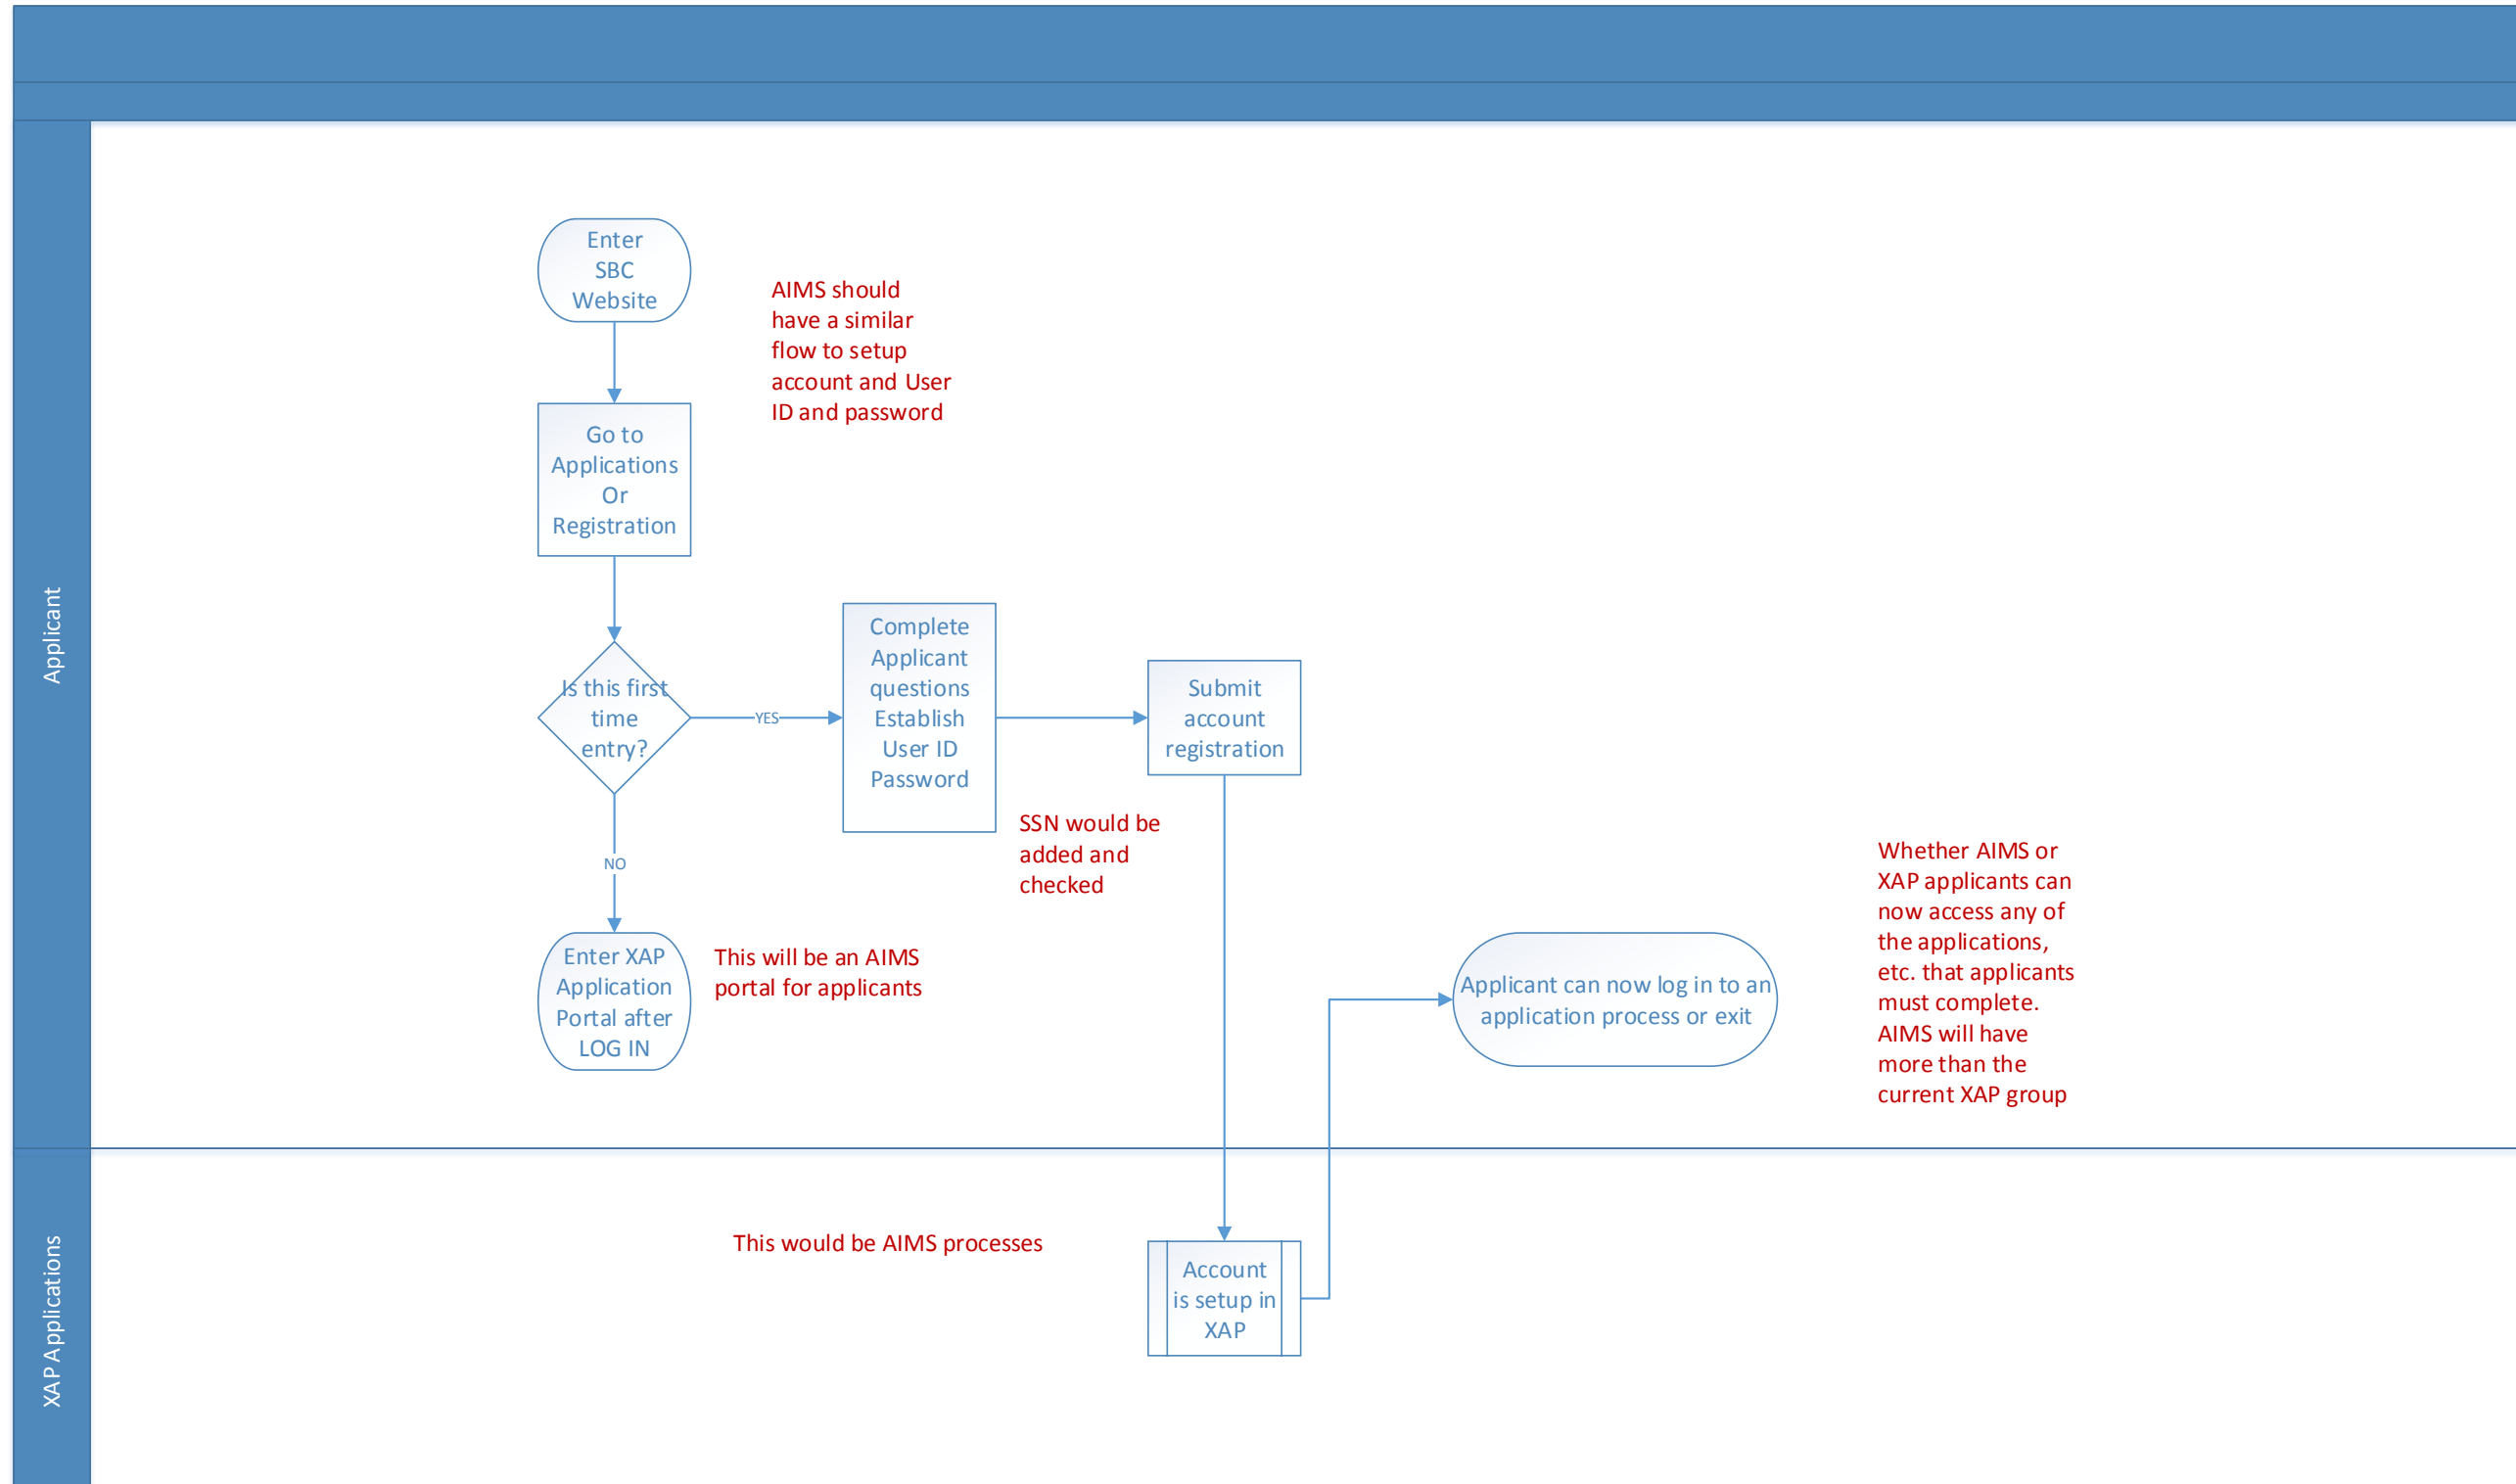 Applicant
Enter
SBC
Website
AIMS should
have a similar
flow to setup
account and User
ID and password
Go to
Applications
Or
Registration
Is this first
time
entry?
YES
Complete
Applicant
questions
Establish
User ID
Password
Submit
account
registration
SSN would be
added and
checked
NO
Enter XAP
Application
Portal after
LOG IN
This will be an AIMS
portal for applicants
Applicant can now log in to an
application process or exit
Whether AIMS or
XAP applicants can
now access any of
the applications,
etc. that applicants
must complete.
AIMS will have
more than the
current XAP group
XAP Applications
This would be AIMS processes
Account
is setup in
XAP